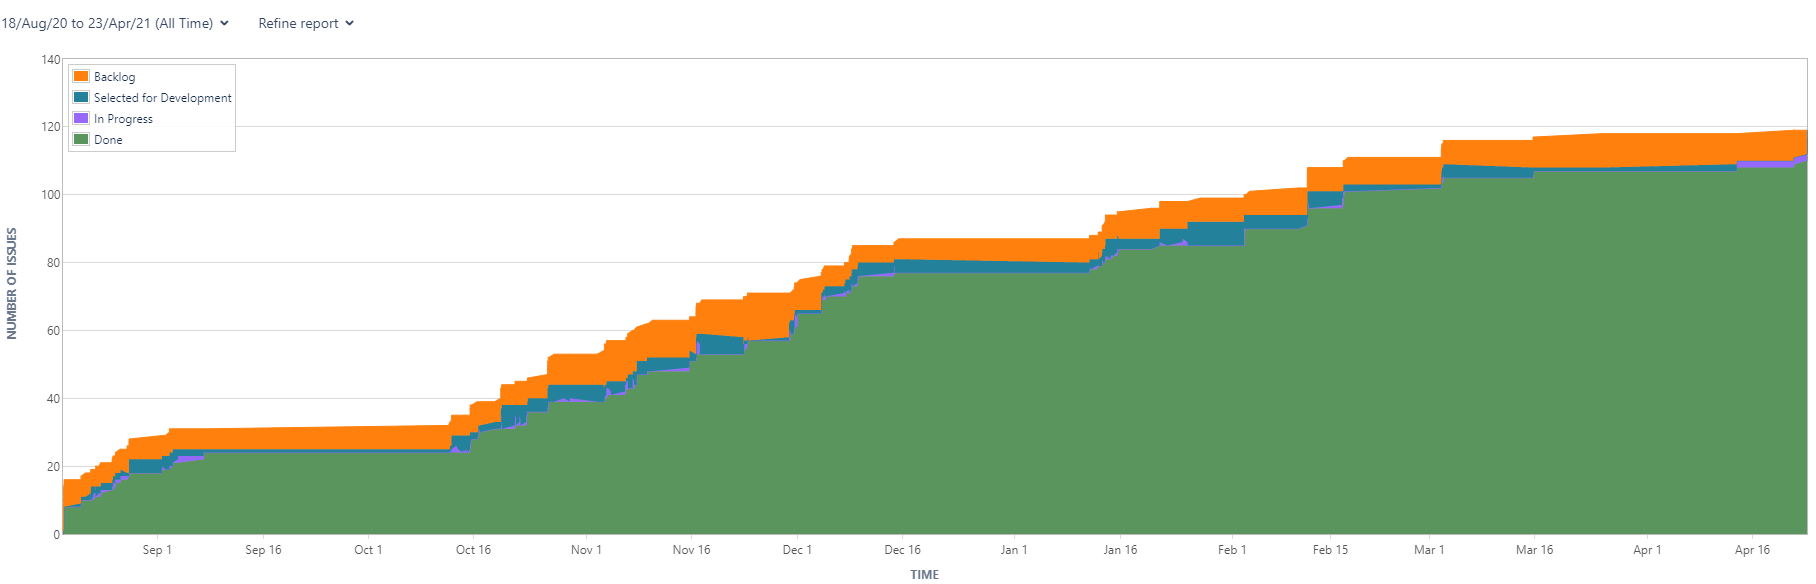 18/Aug/20 to 23/Apr/21 (All Time) Refine report
140
Backlog
Selected for Development
In Progress
Done
120
100
80
60
40
20
0
NUMBER OF ISSUES
Sep 1 Sep 16 Oct 1 Oct 16 Nov 1 Nov 16 Dec 1 Dec 16 Jan 1 Jan 16 Feb 1 Feb 15 Mar 1 Mar 16 Apr 1 Apr 16
TIME